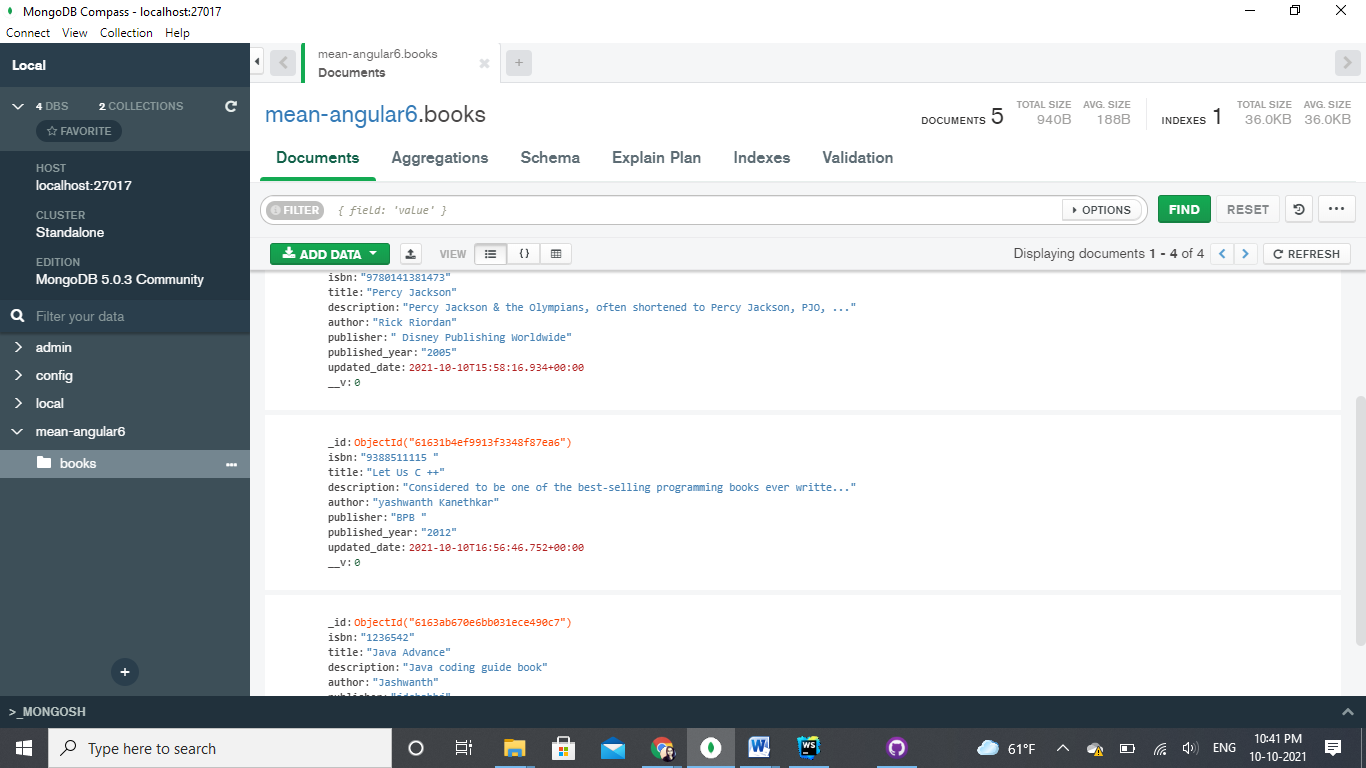 MongoDB Compass - localhost:27017
Connect View Collection Help
Local
4 DBS 2 COLLECTIONS
FAVORITE
HOST
localhost:27017
CLUSTER
Standalone
EDITION
MongoDB 5.0.3 Community
Filter your data
admin
config
local
mean-angular6
books
mean-angular6.books
Documents
mean-angular6.books
DOCUMENTS 5 TOTAL SIZE 940B AVG. SIZE 188B INDEXES 1 TOTAL SIZE 36.0KB AVG. SIZE 36.0KB
Documents Aggregations Schema Explain Plan Indexes Validation
FILTER { field: 'value' } OPTIONS FIND RESET
ADD DATA VIEW { } Displaying documents 1 - 4 of 4 REFRESH
isbn: "9780141381473"
title: "Percy Jackson"
description: "Percy Jackson & the Olympians, often shortened to Percy Jackson, PJO, ..."
author: "Rick Riordan"
publisher: " Disney Publishing Worldwide"
published_year: "2005"
updated_date: 2021-10-10T15:58:16.934+00:00
__v: 0
_id: ObjectId("61631b4ef9913f3348f87ea6")
isbn: "9388511115 "
title: "Let Us C ++"
description: "Considered to be one of the best-selling programming books ever writte..."
author: "yashwanth Kanethkar"
publisher: "BPB "
published_year: "2012"
updated_date: 2021-10-10T16:56:46.752+00:00
__v: 0
_id: ObjectId("6163ab670e6bb031ece490c7")
isbn: "1236542"
title: "Java Advance"
description: "Java coding guide book"
author: "Jashwanth"
>_MONGOSH
Type here to search
W
WS
61°F
ENG
10:41 PM
10-10-2021